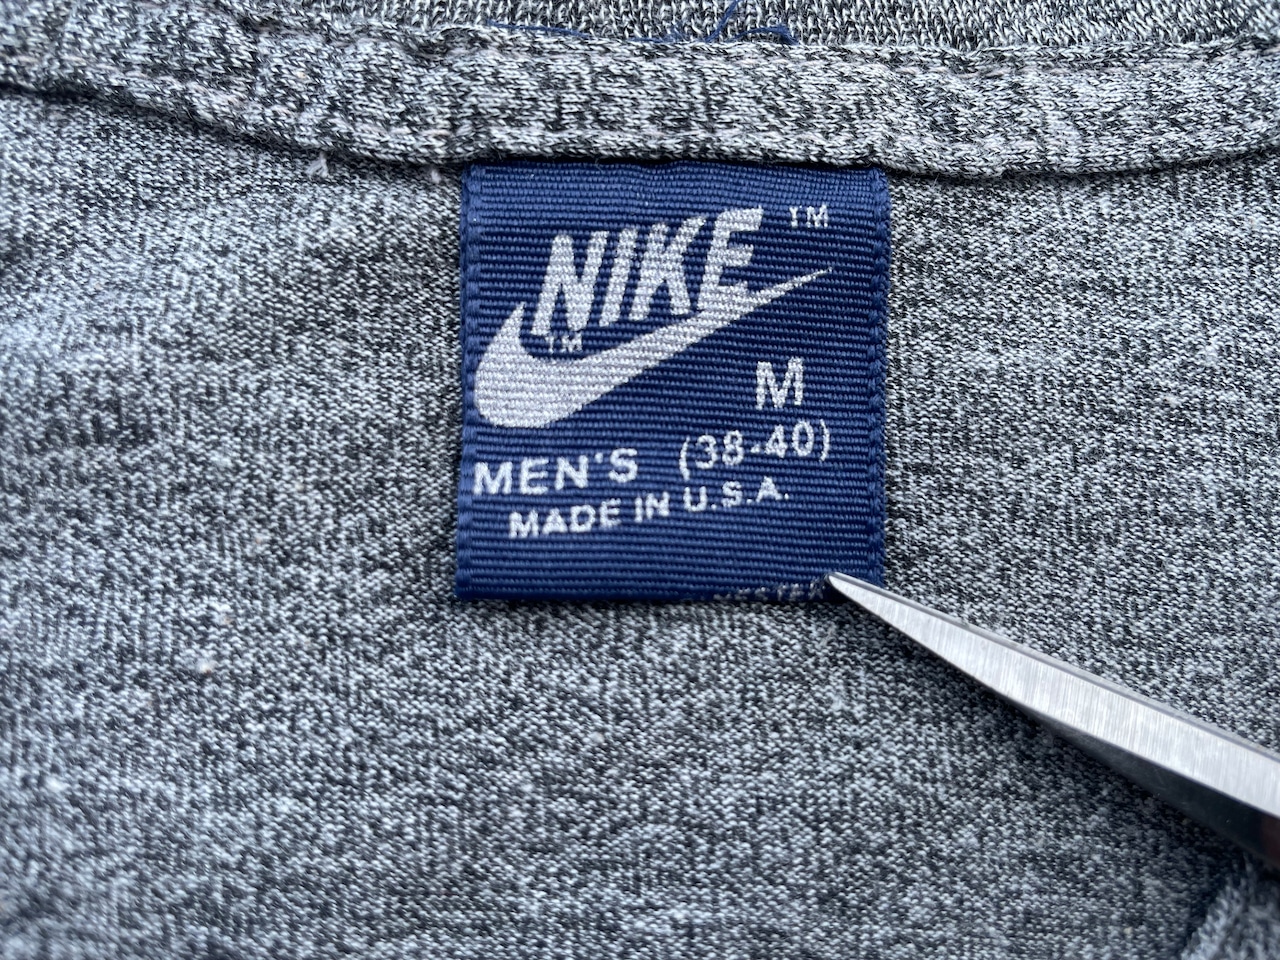 NIKE ™
™
M
MEN'S (38-40)
MADE IN U.S.A.